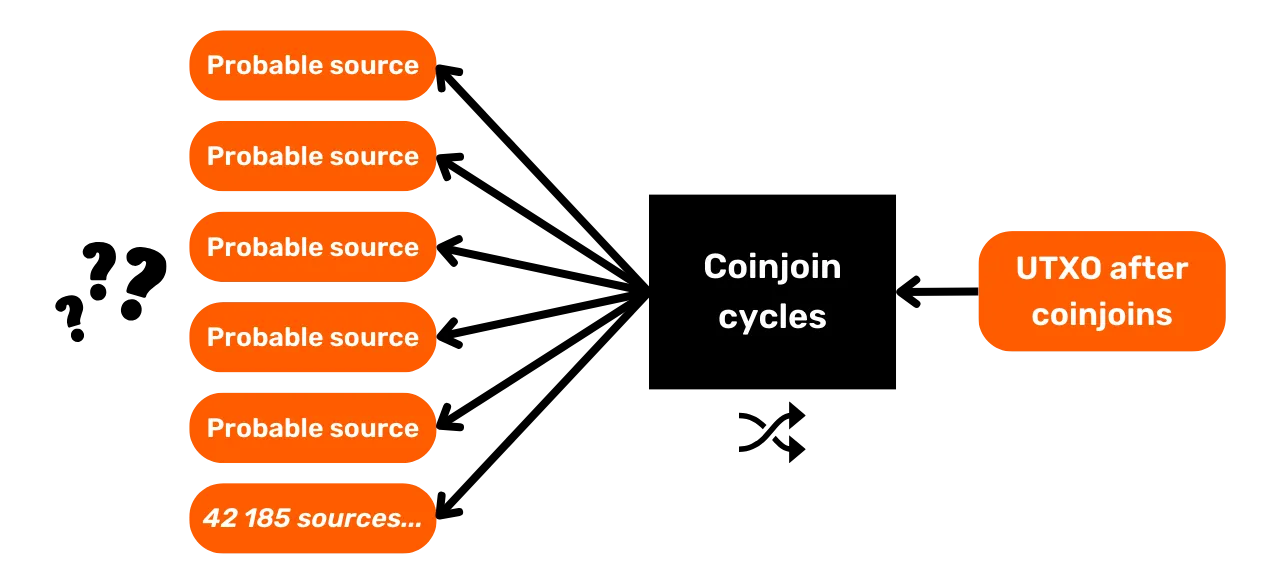 Probable source
Probable source
Probable source
Probable source
Probable source
42 185 sources...
Coinjoin
cycles
UTXO after
coinjoins
??
?